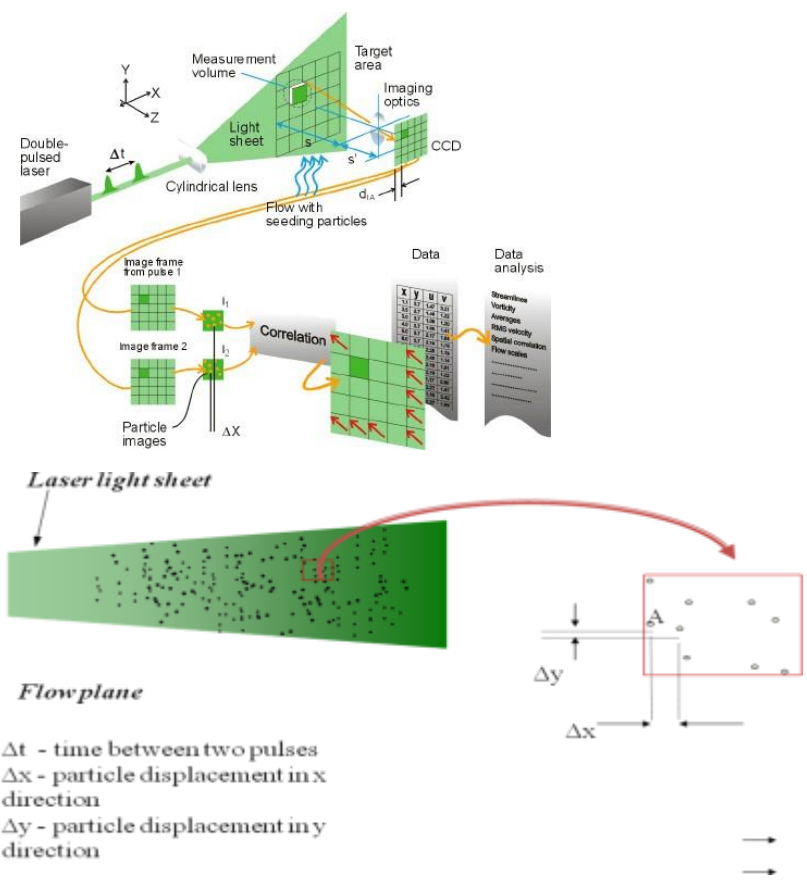 Y
X
Z
Measurement
volume
Target
area
Imaging
optics
Light
sheet
s
s'
CCD
Double-
pulsed
laser
Δt
Cylindrical lens
Flow with
seeding particles
d_IA
Image frame
from pulse 1
I₁
Image frame 2
I₂
Particle
images
ΔX
Correlation
Data
x y u v
Data
analysis
Streamlines
Vorticity
Averages
RMS velocity
Spatial correlation
Flow scales
Laser light sheet
A
Δy
Δx
Flow plane
Δt - time between two pulses
Δx - particle displacement in x
direction
Δy - particle displacement in y
direction